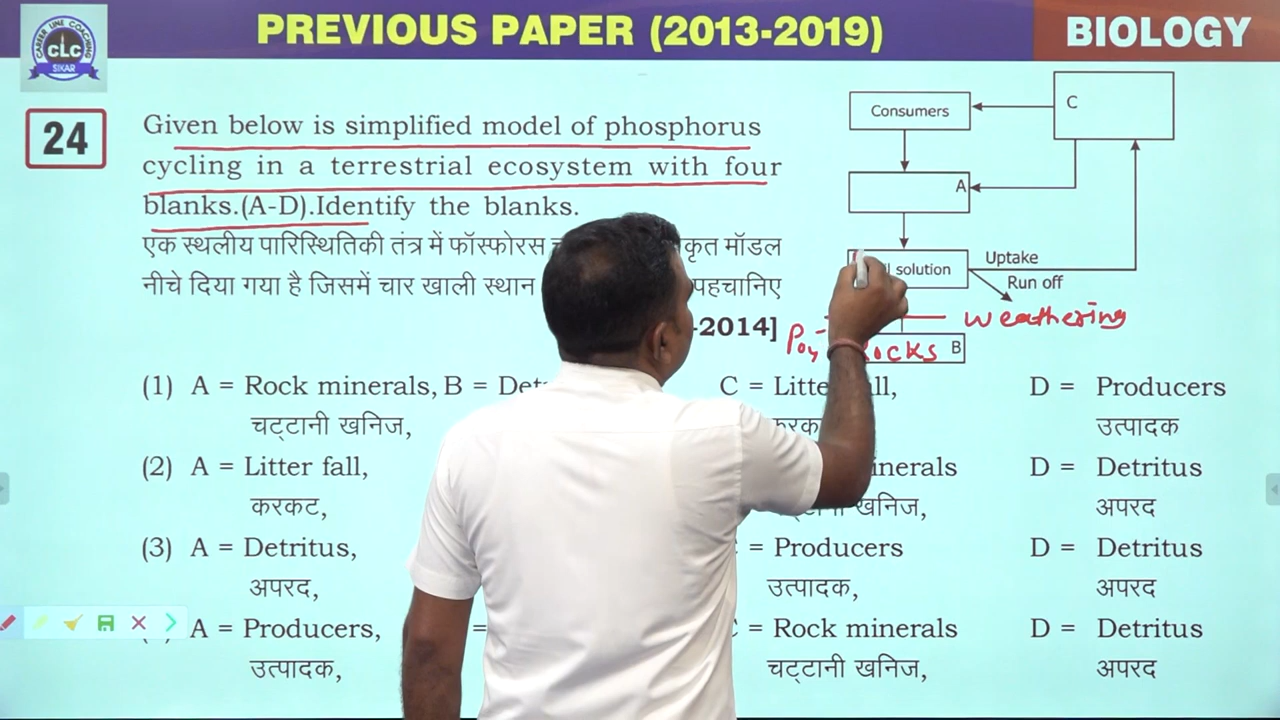 CAREER LINE COACHING
CLC
SIKAR
PREVIOUS PAPER (2013-2019)
BIOLOGY
24
Given below is simplified model of phosphorus
cycling in a terrestrial ecosystem with four
blanks.(A-D).Identify the blanks.
एक स्थलीय पारिस्थितिकी तंत्र में फॉस्फोरस मॉडल
नीचे दिया गया है जिसमें चार खाली स्थान पहचानिए
-2014]
Consumers
C
A
solution
Uptake
Run off
weathering
Rocks B
(1) A = Rock minerals, B = D = Producers
चट्टानी खनिज, उत्पादक
(2) A = Litter fall, D = Detritus
करकट, खनिज, अपरद
(3) A = Detritus, = Producers D = Detritus
अपरद, उत्पादक, अपरद
A = Producers, = = Rock minerals D = Detritus
उत्पादक, चट्टानी खनिज, अपरद